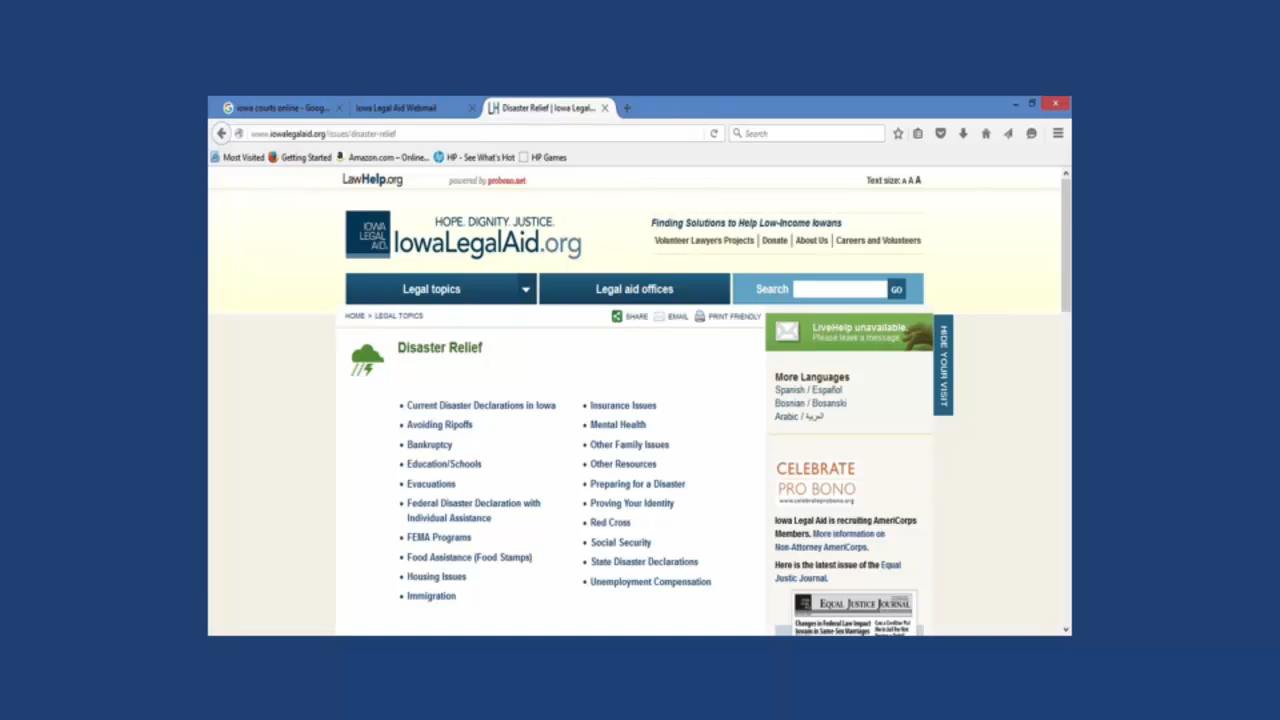 iowa courts online - Goog...
Iowa Legal Aid Webmail
Disaster Relief | Iowa Legal...
www.iowalegalaid.org/issues/disaster-relief
Search
Most Visited
Getting Started
Amazon.com – Online...
HP - See What's Hot
HP Games
LawHelp.org
powered by probono.net
Text size: A A A
IOWA
LEGAL
AID.
HOPE. DIGNITY. JUSTICE.
IowaLegalAid.org
Finding Solutions to Help Low-Income Iowans
Volunteer Lawyers Projects | Donate | About Us | Careers and Volunteers
Legal topics
Legal aid offices
Search
GO
HOME > LEGAL TOPICS
SHARE
EMAIL
PRINT FRIENDLY
Disaster Relief
• Current Disaster Declarations in Iowa
• Avoiding Ripoffs
• Bankruptcy
• Education/Schools
• Evacuations
• Federal Disaster Declaration with
Individual Assistance
• FEMA Programs
• Food Assistance (Food Stamps)
• Housing Issues
• Immigration
• Insurance Issues
• Mental Health
• Other Family Issues
• Other Resources
• Preparing for a Disaster
• Proving Your Identity
• Red Cross
• Social Security
• State Disaster Declarations
• Unemployment Compensation
LiveHelp unavailable.
Please leave a message.
HIDE YOUR VISIT
More Languages
Spanish / Español
Bosnian / Bosanski
Arabic / العربية
CELEBRATE
PRO BONO
www.celebrateprobono.org
Iowa Legal Aid is recruiting AmeriCorps
Members. More information on
Non-Attorney AmeriCorps.
Here is the latest issue of the Equal
Justic Journal.
EQUAL JUSTICE JOURNAL
Changes in Federal Law Impact
Iowans in Same-Sex Marriages